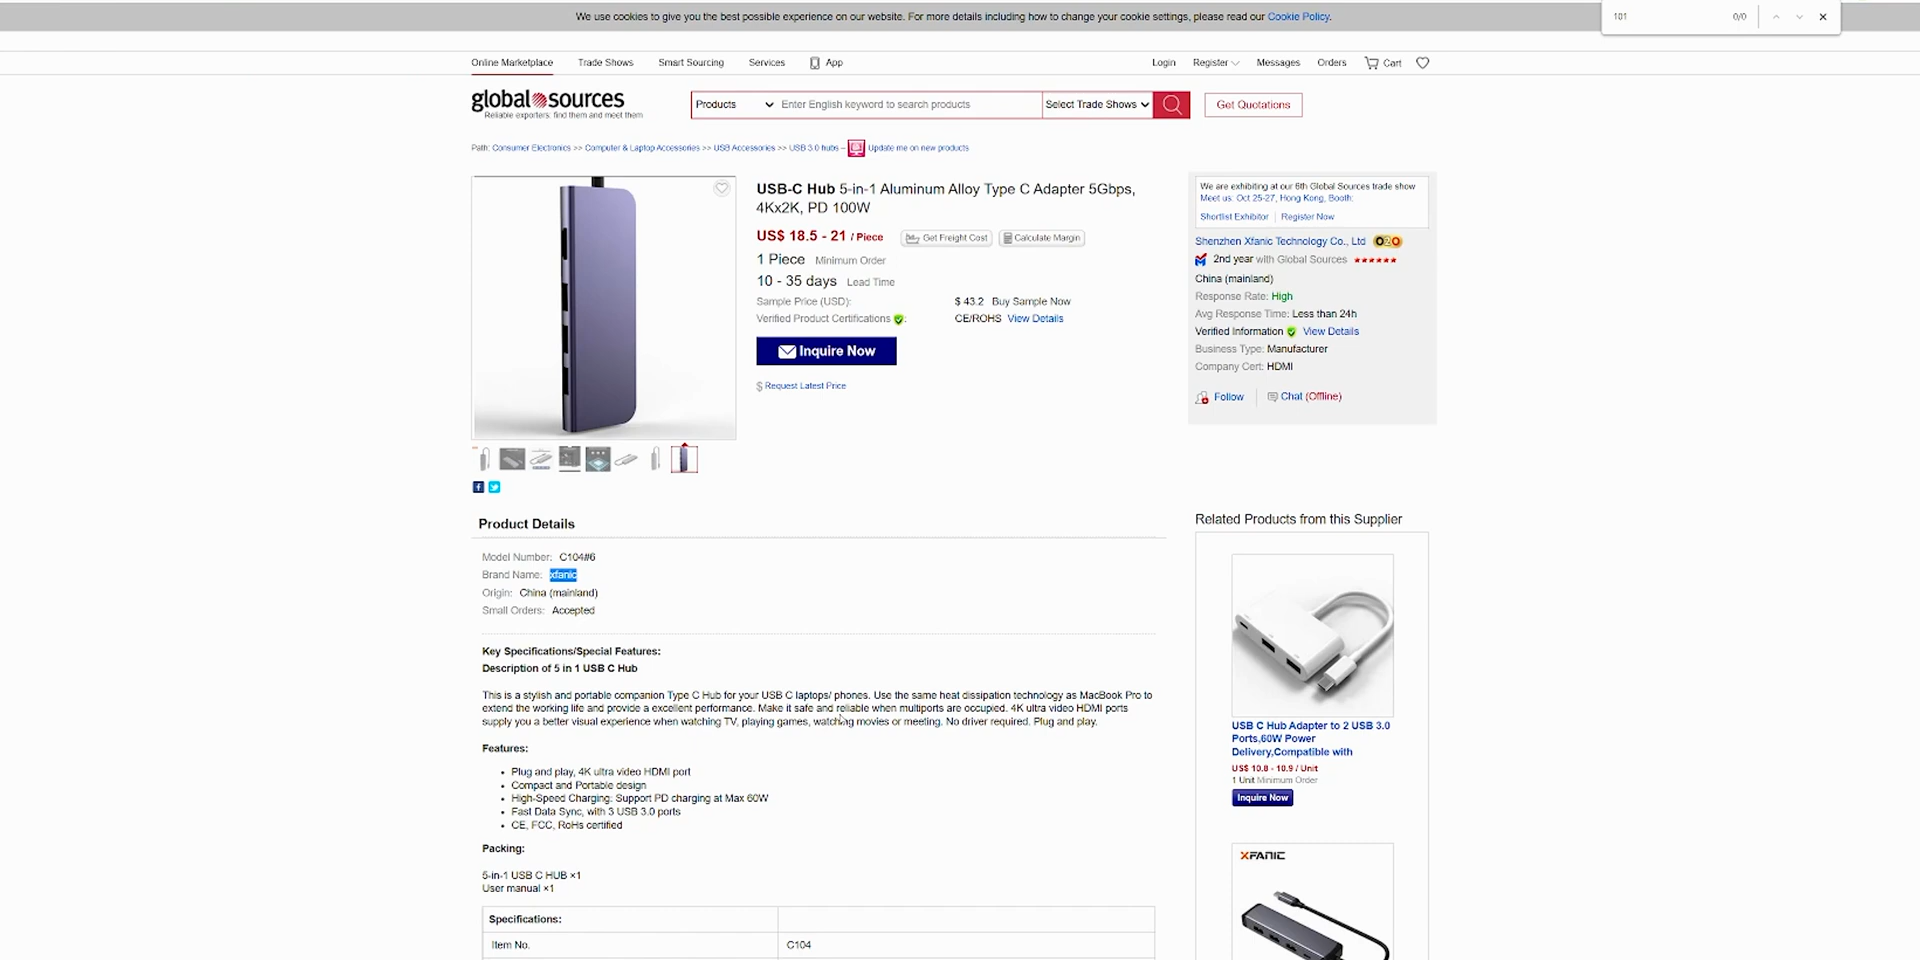 We use cookies to give you the best possible experience on our website. For more details including how to change your cookie settings, please read our Cookie Policy.
101
0/0
Online Marketplace
Trade Shows
Smart Sourcing
Services
App
Login
Register
Messages
Orders
Cart
global sources
Reliable exporters: find them and meet them
Products
Enter English keyword to search products
Select Trade Shows
Get Quotations
Path: Consumer Electronics >> Computer & Laptop Accessories >> USB Accessories >> USB 3.0 hubs – Update me on new products
USB-C Hub 5-in-1 Aluminum Alloy Type C Adapter 5Gbps,
4Kx2K, PD 100W
US$ 18.5 - 21 / Piece
Get Freight Cost
Calculate Margin
1 Piece Minimum Order
10 - 35 days Lead Time
Sample Price (USD): $ 43.2 Buy Sample Now
Verified Product Certifications : CE/ROHS View Details
Inquire Now
$ Request Latest Price
We are exhibiting at our 6th Global Sources trade show
Meet us: Oct 25-27, Hong Kong, Booth:
Shortlist Exhibitor | Register Now
Shenzhen Xfanic Technology Co., Ltd O2O
2nd year with Global Sources ★★★★★★
China (mainland)
Response Rate: High
Avg Response Time: Less than 24h
Verified Information View Details
Business Type: Manufacturer
Company Cert: HDMI
Follow
Chat (Offline)
Product Details
Model Number: C104#6
Brand Name: xfanic
Origin: China (mainland)
Small Orders: Accepted
Key Specifications/Special Features:
Description of 5 in 1 USB C Hub
This is a stylish and portable companion Type C Hub for your USB C laptops/ phones. Use the same heat dissipation technology as MacBook Pro to
extend the working life and provide a excellent performance. Make it safe and reliable when multiports are occupied. 4K ultra video HDMI ports
supply you a better visual experience when watching TV, playing games, watching movies or meeting. No driver required. Plug and play.
Features:
• Plug and play, 4K ultra video HDMI port
• Compact and Portable design
• High-Speed Charging: Support PD charging at Max 60W
• Fast Data Sync, with 3 USB 3.0 ports
• CE, FCC, RoHs certified
Packing:
5-in-1 USB C HUB ×1
User manual ×1
Specifications:
Item No. C104
Related Products from this Supplier
USB C Hub Adapter to 2 USB 3.0
Ports,60W Power
Delivery,Compatible with
US$ 10.8 - 10.9 / Unit
1 Unit Minimum Order
Inquire Now
XFANIC